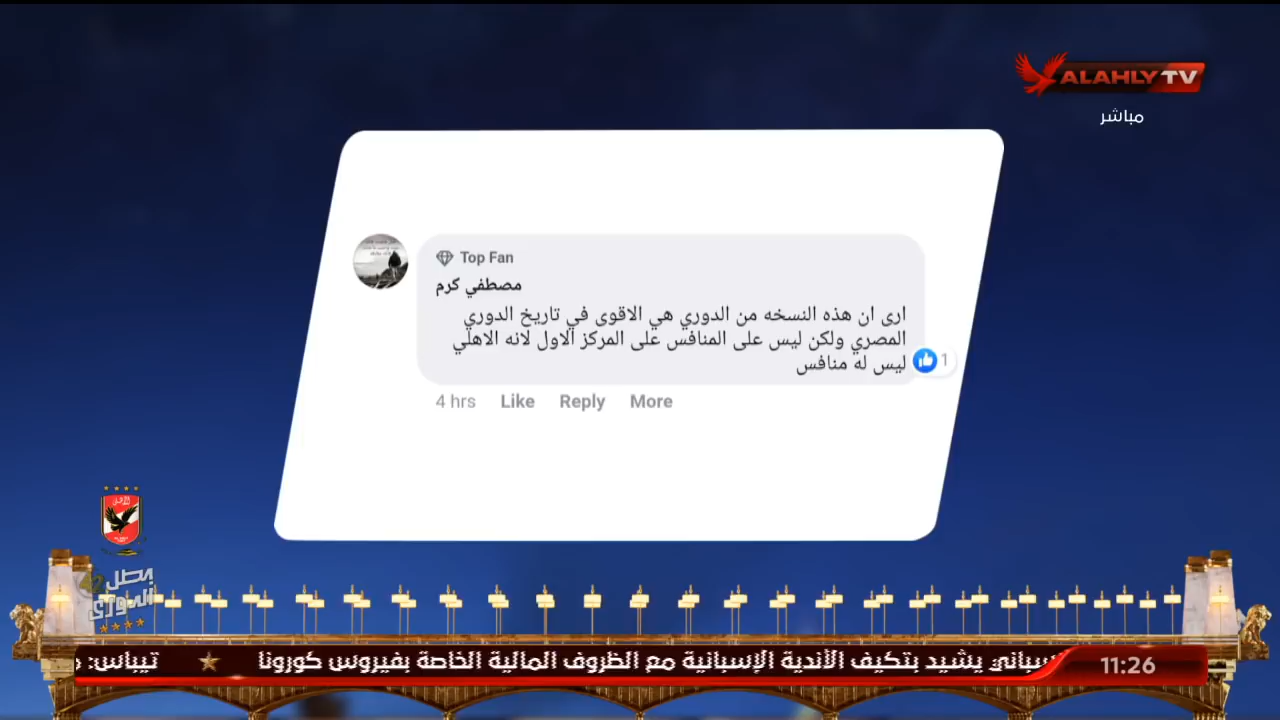 ALAHLY TV
مباشر
Top Fan
مصطفي كرم
ارى ان هذه النسخه من الدوري هي الاقوى في تاريخ الدوري
المصري ولكن ليس على المنافس على المركز الاول لانه الاهلي
ليس له منافس
1
4 hrs Like Reply More
بطل
الدوري
يشيد بتكيف الأندية الإسبانية مع الظروف المالية الخاصة بفيروس كورونا ★ تيباس:
11:26